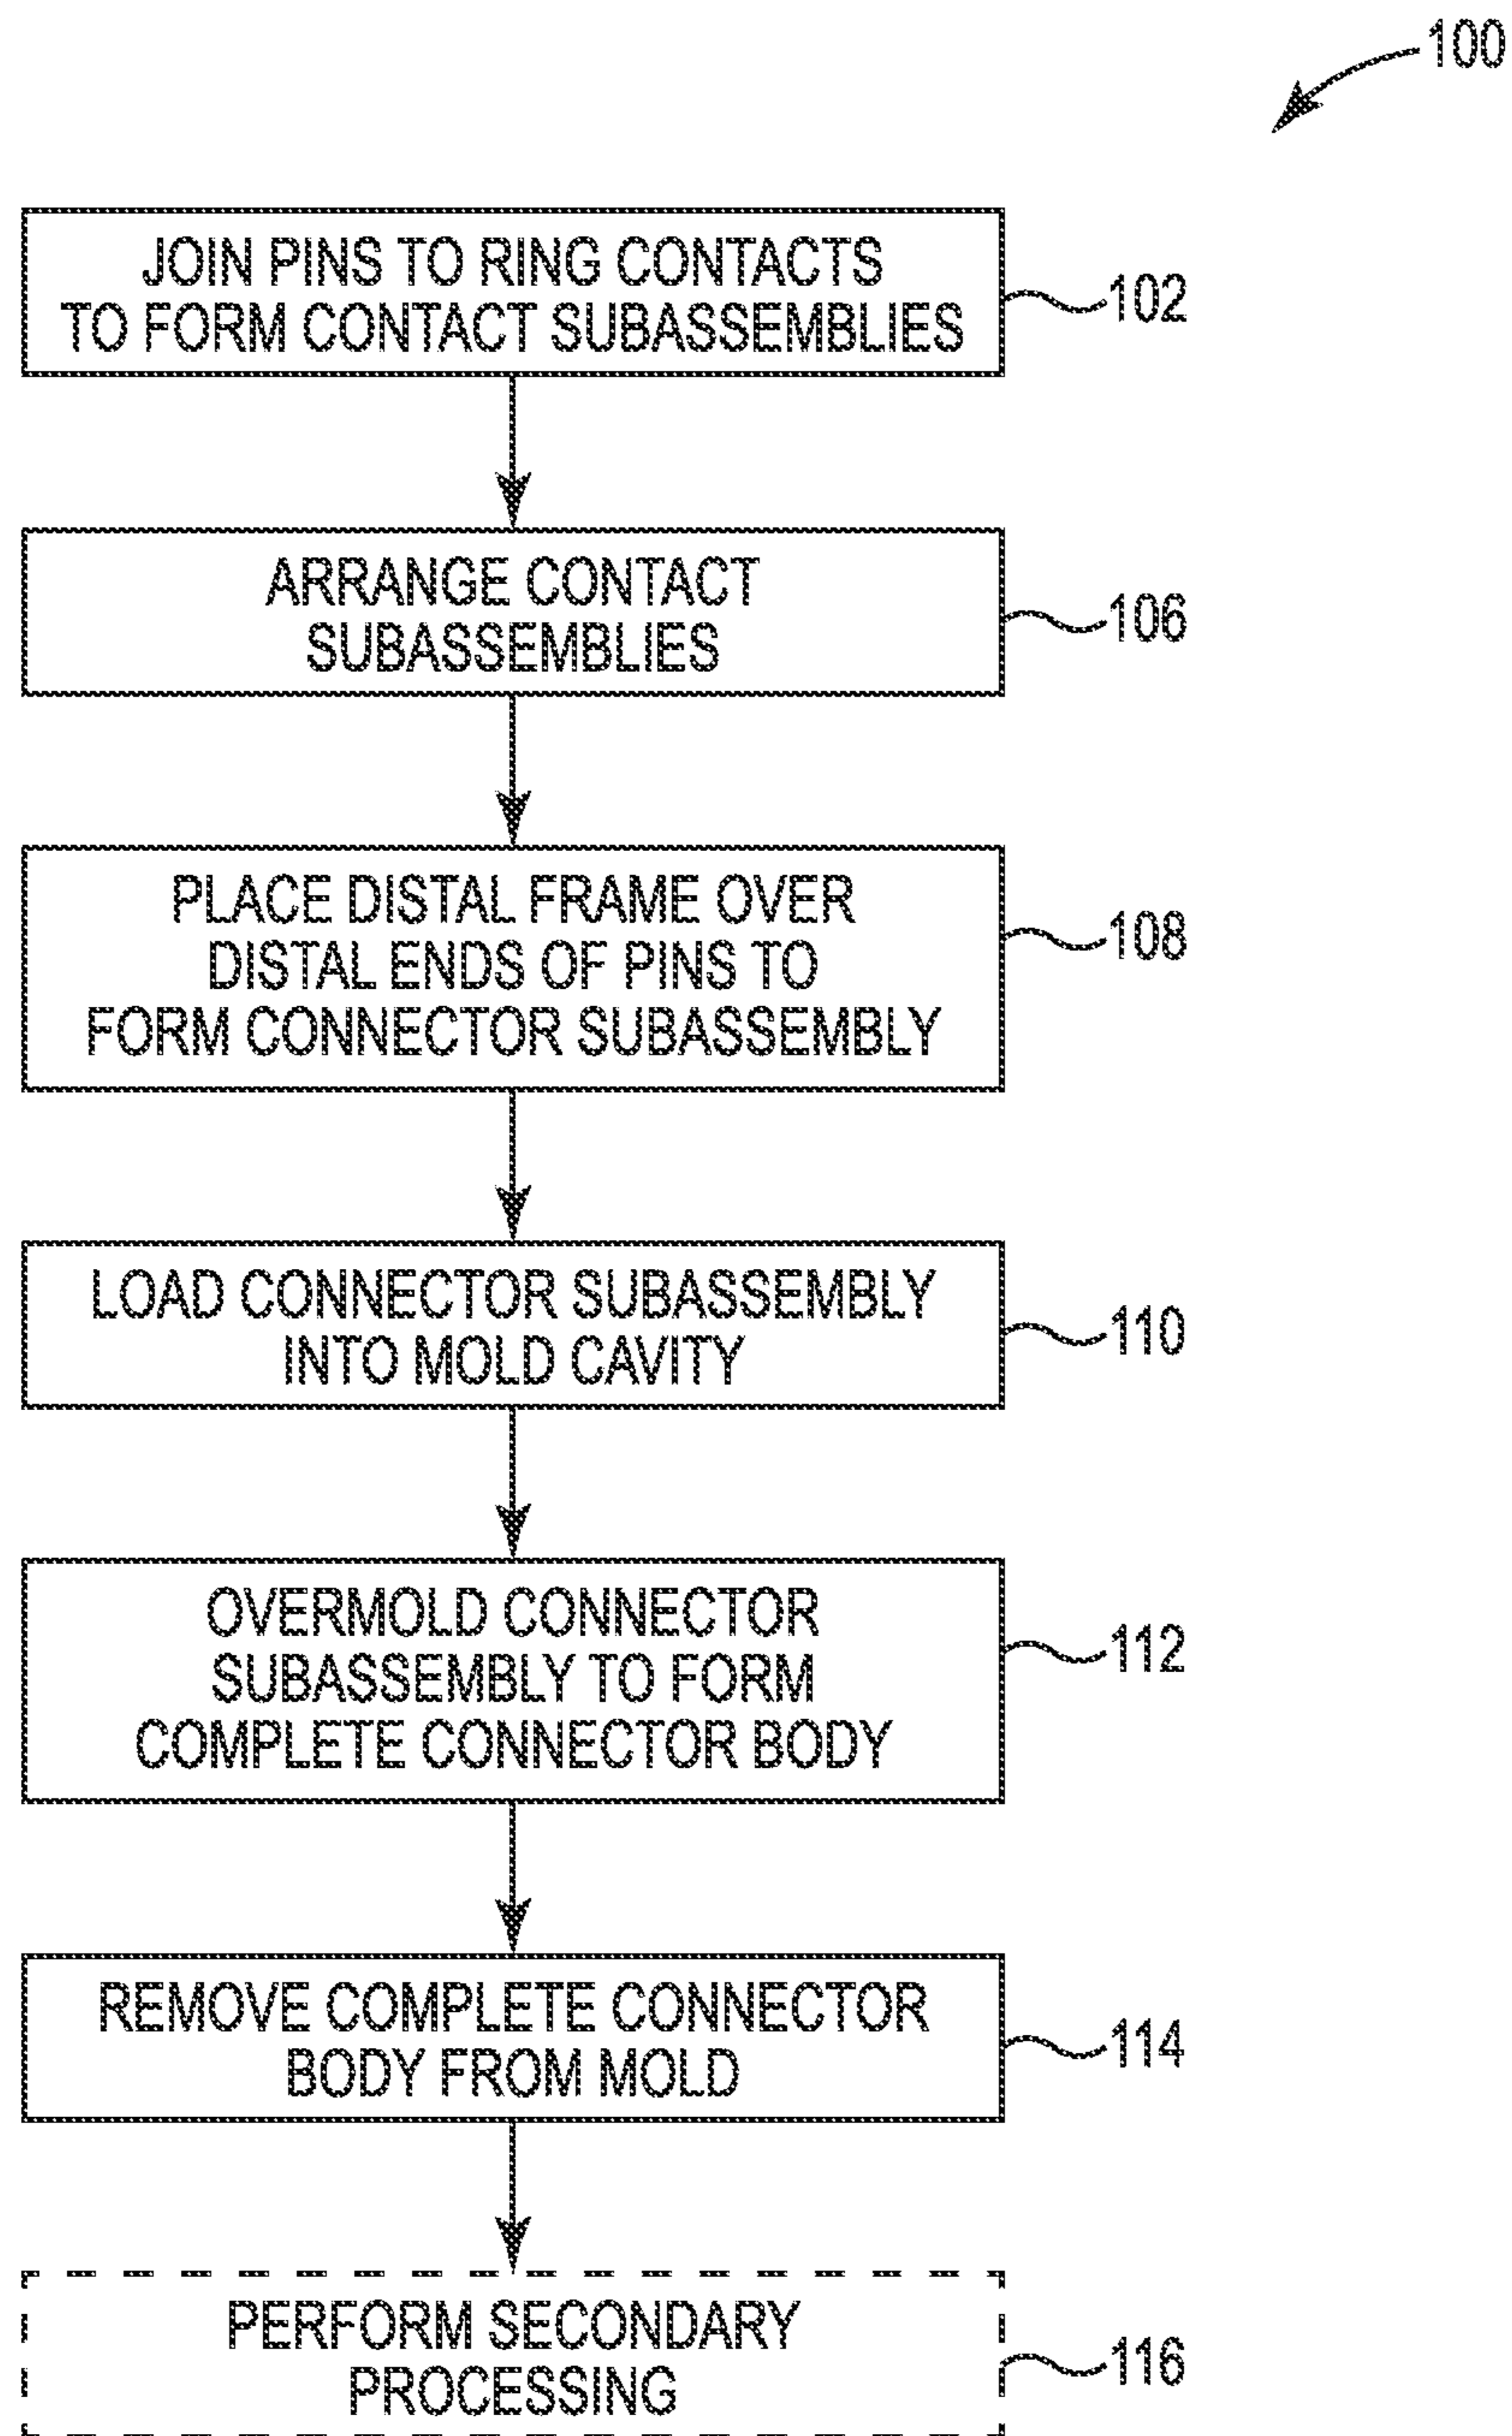 100
JOIN PINS TO RING CONTACTS
TO FORM CONTACT SUBASSEMBLIES
102
ARRANGE CONTACT
SUBASSEMBLIES
106
PLACE DISTAL FRAME OVER
DISTAL ENDS OF PINS TO
FORM CONNECTOR SUBASSEMBLY
108
LOAD CONNECTOR SUBASSEMBLY
INTO MOLD CAVITY
110
OVERMOLD CONNECTOR
SUBASSEMBLY TO FORM
COMPLETE CONNECTOR BODY
112
REMOVE COMPLETE CONNECTOR
BODY FROM MOLD
114
PERFORM SECONDARY
PROCESSING
116